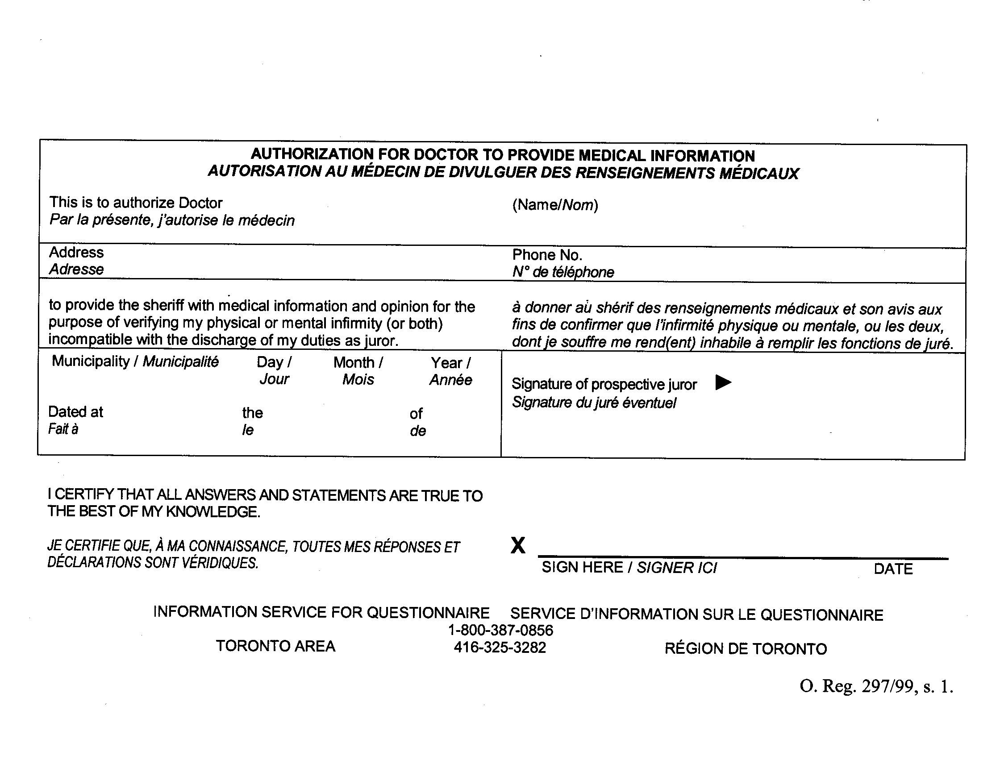 AUTHORIZATION FOR DOCTOR TO PROVIDE MEDICAL INFORMATION
AUTORISATION AU MÉDECIN DE DIVULGUER DES RENSEIGNEMENTS MÉDICAUX
This is to authorize Doctor (Name/Nom)
Par la présente, j'autorise le médecin
Address Phone No.
Adresse N° de téléphone
to provide the sheriff with medical information and opinion for the
purpose of verifying my physical or mental infirmity (or both)
incompatible with the discharge of my duties as juror.
à donner au shérif des renseignements médicaux et son avis aux
fins de confirmer que l'infirmité physique ou mentale, ou les deux,
dont je souffre me rend(ent) inhabile à remplir les fonctions de juré.
Municipality / Municipalité Day / Month / Year /
Jour Mois Année
Dated at the of
Fait à le de
Signature of prospective juror ►
Signature du juré éventuel
I CERTIFY THAT ALL ANSWERS AND STATEMENTS ARE TRUE TO
THE BEST OF MY KNOWLEDGE.
JE CERTIFIE QUE, À MA CONNAISSANCE, TOUTES MES RÉPONSES ET
DÉCLARATIONS SONT VÉRIDIQUES.
X
SIGN HERE / SIGNER ICI DATE
INFORMATION SERVICE FOR QUESTIONNAIRE SERVICE D'INFORMATION SUR LE QUESTIONNAIRE
1-800-387-0856
TORONTO AREA 416-325-3282 RÉGION DE TORONTO
O. Reg. 297/99, s. 1.